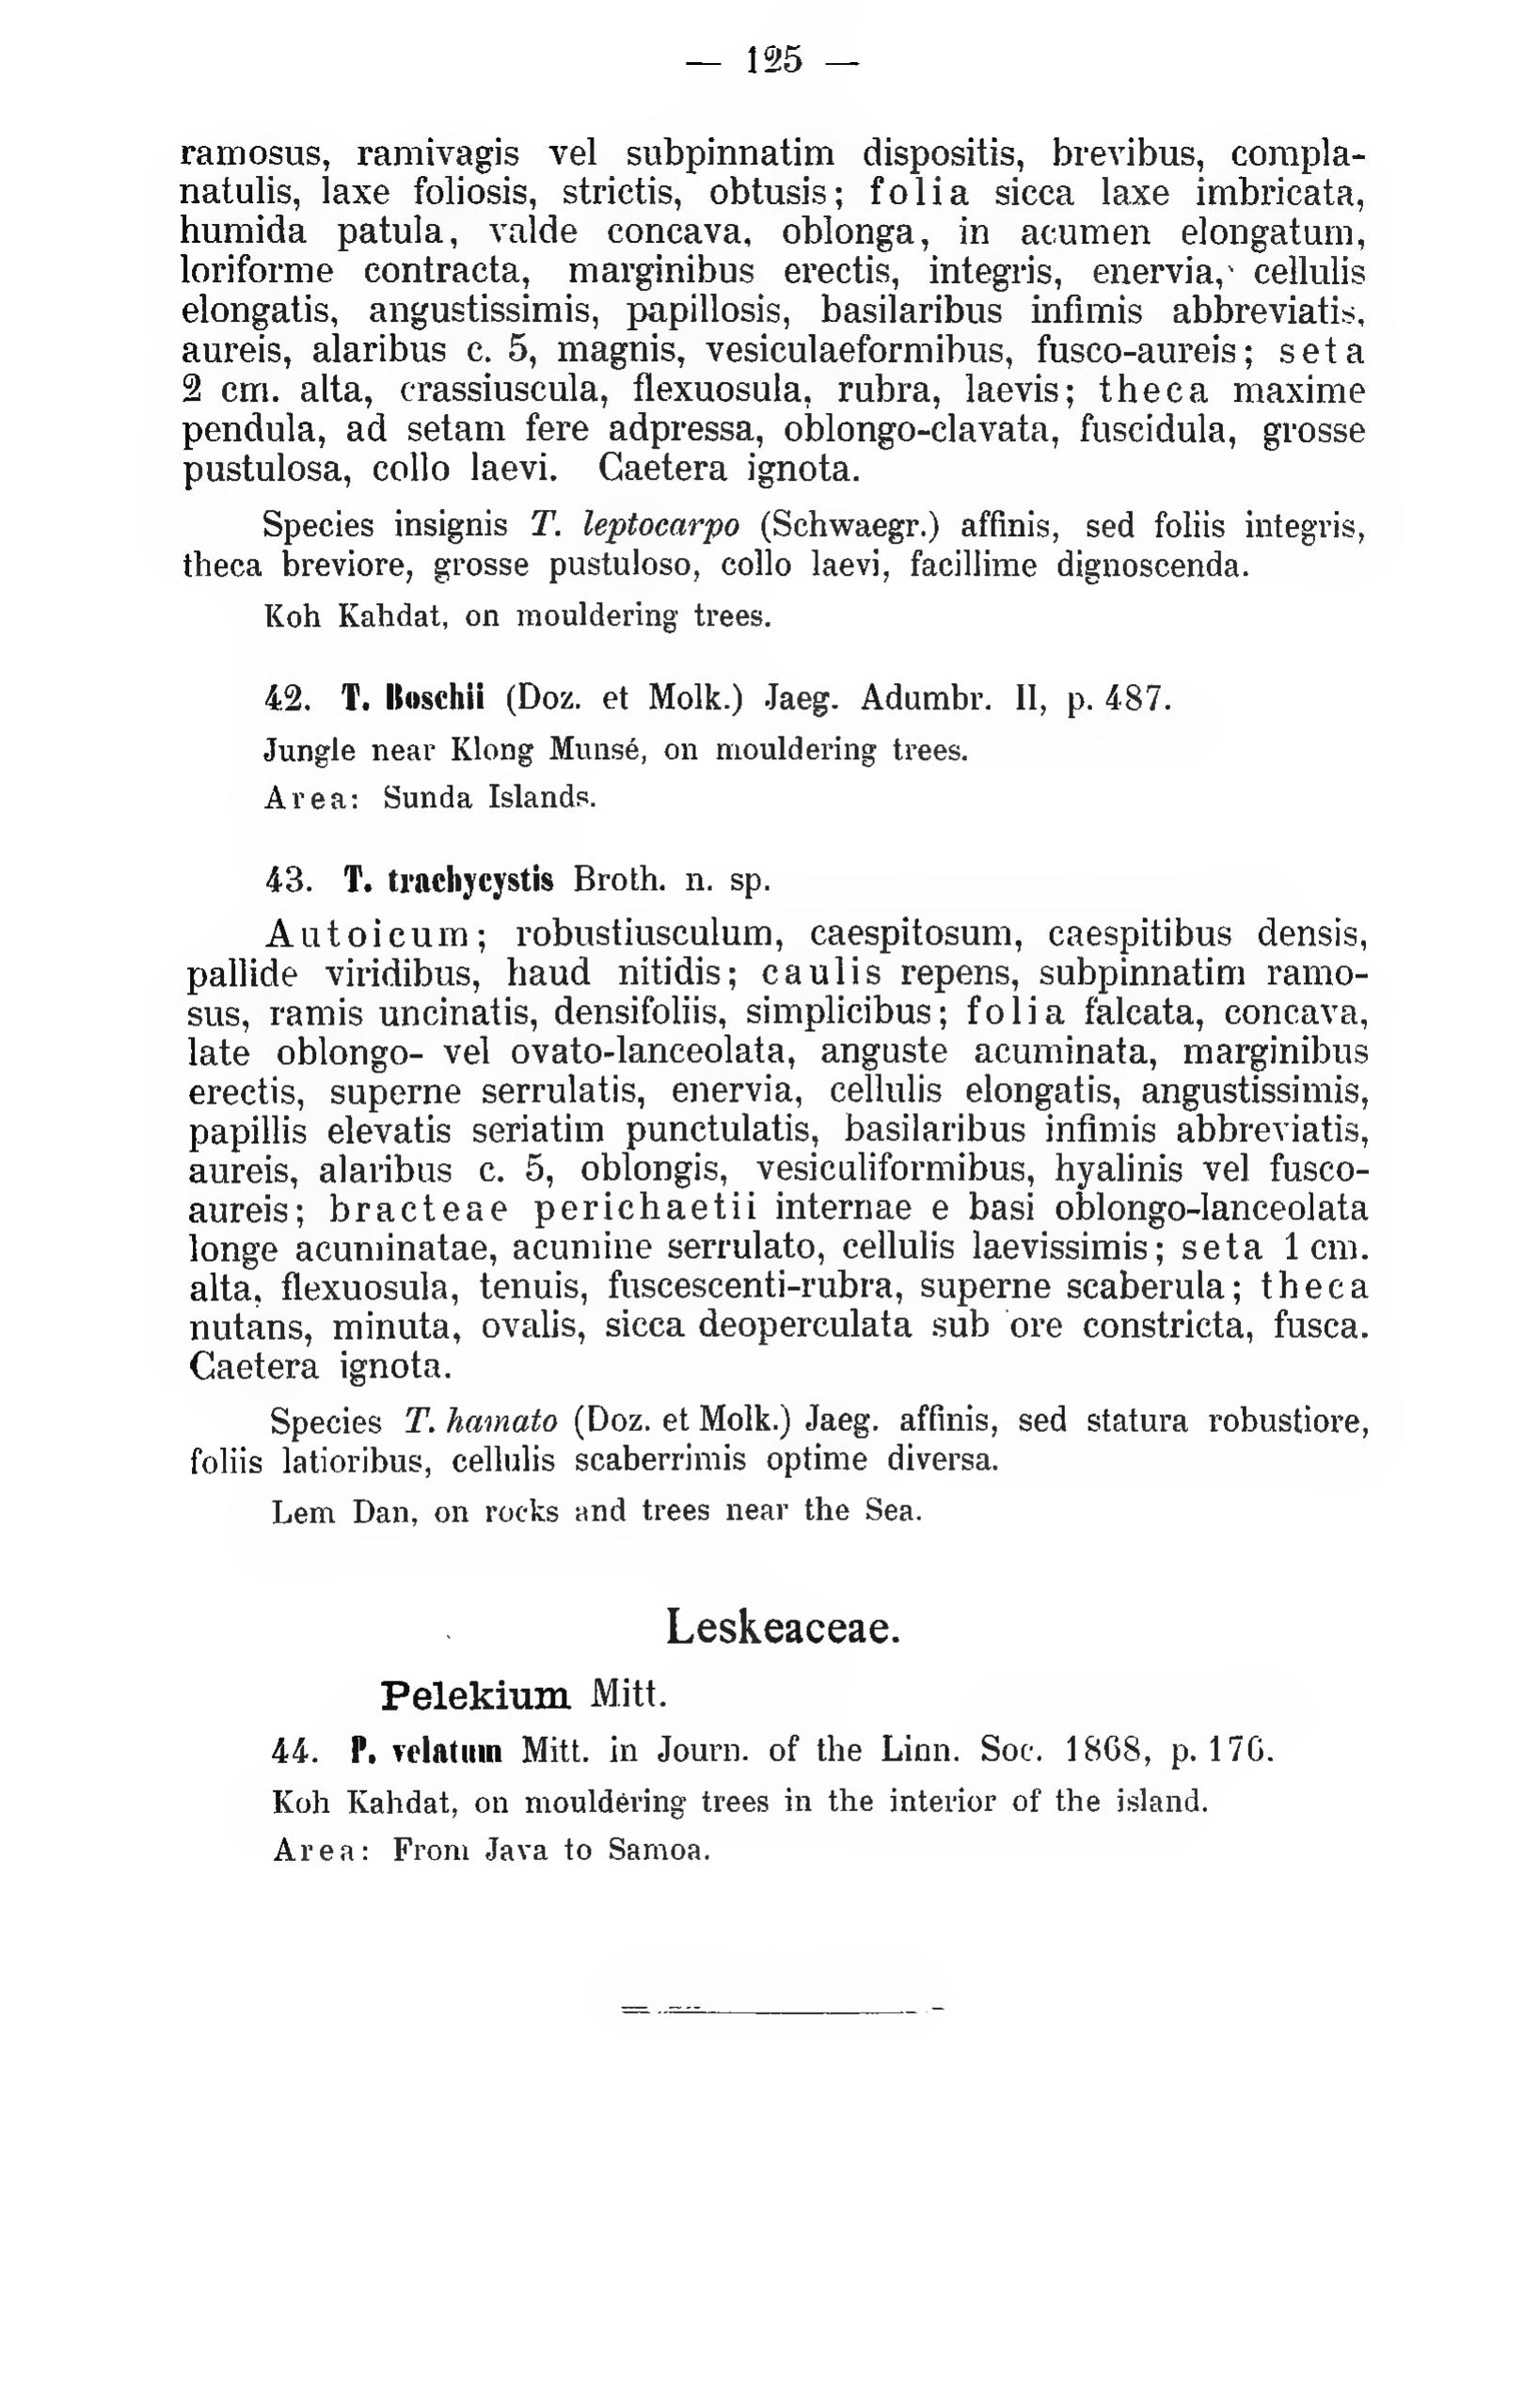 — 125 —
ramosus, ramivagis vel subpinnatim dispositis, brevibus, compla-
natulis, laxe foliosis, strictis, obtusis; folia sicca laxe imbricata,
humida patula, valde concava, oblonga, in acumen elongatum,
loriforme contracta, marginibus erectis, integris, enervia, cellulis
elongatis, angustissimis, papillosis, basilaribus infimis abbreviatis,
aureis, alaribus c. 5, magnis, vesiculaeformibus, fusco-aureis; seta
2 cm. alta, crassiuscula, flexuosula, rubra, laevis; theca maxime
pendula, ad setam fere adpressa, oblongo-clavata, fuscidula, grosse
pustulosa, collo laevi. Caetera ignota.
Species insignis T. leptocarpo (Schwaegr.) affinis, sed foliis integris,
theca breviore, grosse pustuloso, collo laevi, facillime dignoscenda.
Koh Kahdat, on mouldering trees.
42. T. Boschii (Doz. et Molk.) Jaeg. Adumbr. II, p. 487.
Jungle near Klong Munsé, on mouldering trees.
Area: Sunda Islands.
43. T. trachycystis Broth. n. sp.
Autoicum; robustiusculum, caespitosum, caespitibus densis,
pallide viridibus, haud nitidis; caulis repens, subpinnatim ramo-
sus, ramis uncinatis, densifoliis, simplicibus; folia falcata, concava,
late oblongo- vel ovato-lanceolata, anguste acuminata, marginibus
erectis, superne serrulatis, enervia, cellulis elongatis, angustissimis,
papillis elevatis seriatim punctulatis, basilaribus infimis abbreviatis,
aureis, alaribus c. 5, oblongis, vesiculiformibus, hyalinis vel fusco-
aureis; bracteae perichaetii internae e basi oblongo-lanceolata
longe acuminatae, acumine serrulato, cellulis laevissimis; seta 1 cm.
alta, flexuosula, tenuis, fuscescenti-rubra, superne scaberula; theca
nutans, minuta, ovalis, sicca deoperculata sub ore constricta, fusca.
Caetera ignota.
Species T. hamato (Doz. et Molk.) Jaeg. affinis, sed statura robustiore,
foliis latioribus, cellulis scaberrimis optime diversa.
Lem Dan, on rocks and trees near the Sea.
Leskeaceae.
Pelekium Mitt.
44. P. velatum Mitt. in Journ. of the Linn. Soc. 1868, p. 176.
Koh Kahdat, on mouldering trees in the interior of the island.
Area: From Java to Samoa.